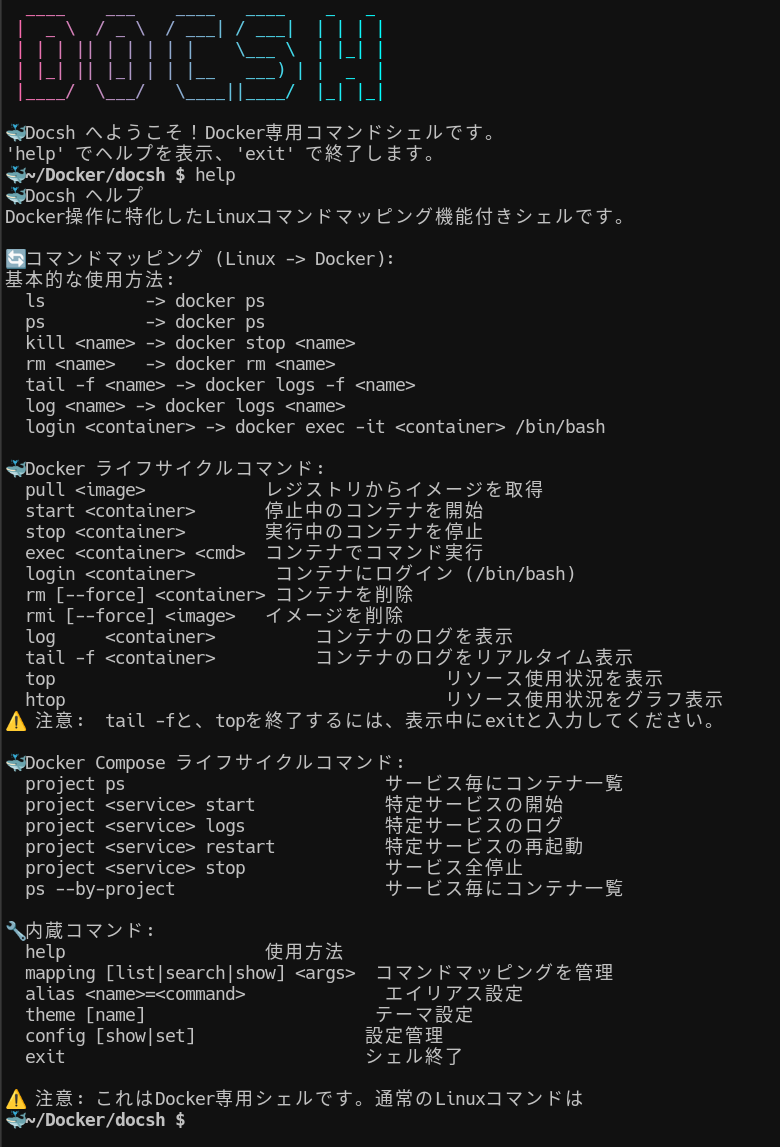 DOCSH
🐳Docsh へようこそ！Docker専用コマンドシェルです。
'help' でヘルプを表示、'exit' で終了します。
🐳~/Docker/docsh $ help
🐳Docsh ヘルプ
Docker操作に特化したLinuxコマンドマッピング機能付きシェルです。
🔄コマンドマッピング (Linux -> Docker):
基本的な使用方法:
ls -> docker ps
ps -> docker ps
kill <name> -> docker stop <name>
rm <name> -> docker rm <name>
tail -f <name> -> docker logs -f <name>
log <name> -> docker logs <name>
login <container> -> docker exec -it <container> /bin/bash
🐳Docker ライフサイクルコマンド:
pull <image> レジストリからイメージを取得
start <container> 停止中のコンテナを開始
stop <container> 実行中のコンテナを停止
exec <container> <cmd> コンテナでコマンド実行
login <container> コンテナにログイン (/bin/bash)
rm [--force] <container> コンテナを削除
rmi [--force] <image> イメージを削除
log <container> コンテナのログを表示
tail -f <container> コンテナのログをリアルタイム表示
top リソース使用状況を表示
htop リソース使用状況をグラフ表示
⚠️ 注意: tail -fと、topを終了するには、表示中にexitと入力してください。
🐳Docker Compose ライフサイクルコマンド:
project ps サービス毎にコンテナ一覧
project <service> start 特定サービスの開始
project <service> logs 特定サービスのログ
project <service> restart 特定サービスの再起動
project <service> stop サービス全停止
ps --by-project サービス毎にコンテナ一覧
🔧内蔵コマンド:
help 使用方法
mapping [list|search|show] <args> コマンドマッピングを管理
alias <name>=<command> エイリアス設定
theme [name] テーマ設定
config [show|set] 設定管理
exit シェル終了
⚠️ 注意: これはDocker専用シェルです。通常のLinuxコマンドは
🐳~/Docker/docsh $